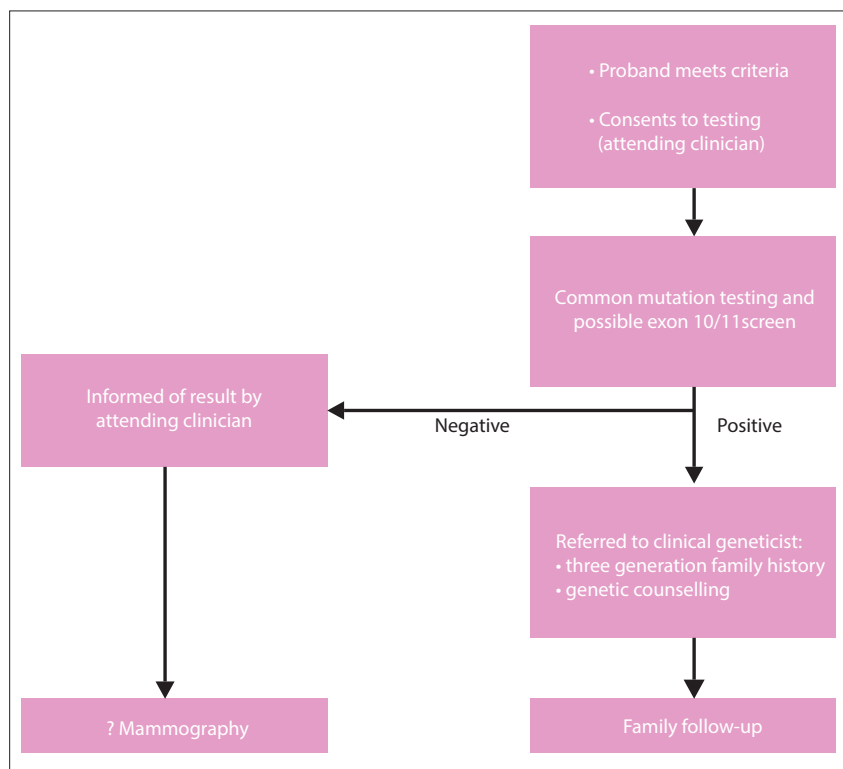 • Proband meets criteria
• Consents to testing
(attending clinician)
Common mutation testing and
possible exon 10/11screen
Informed of result by
attending clinician
Negative
Positive
Referred to clinical geneticist:
• three generation family history
• genetic counselling
? Mammography
Family follow-up